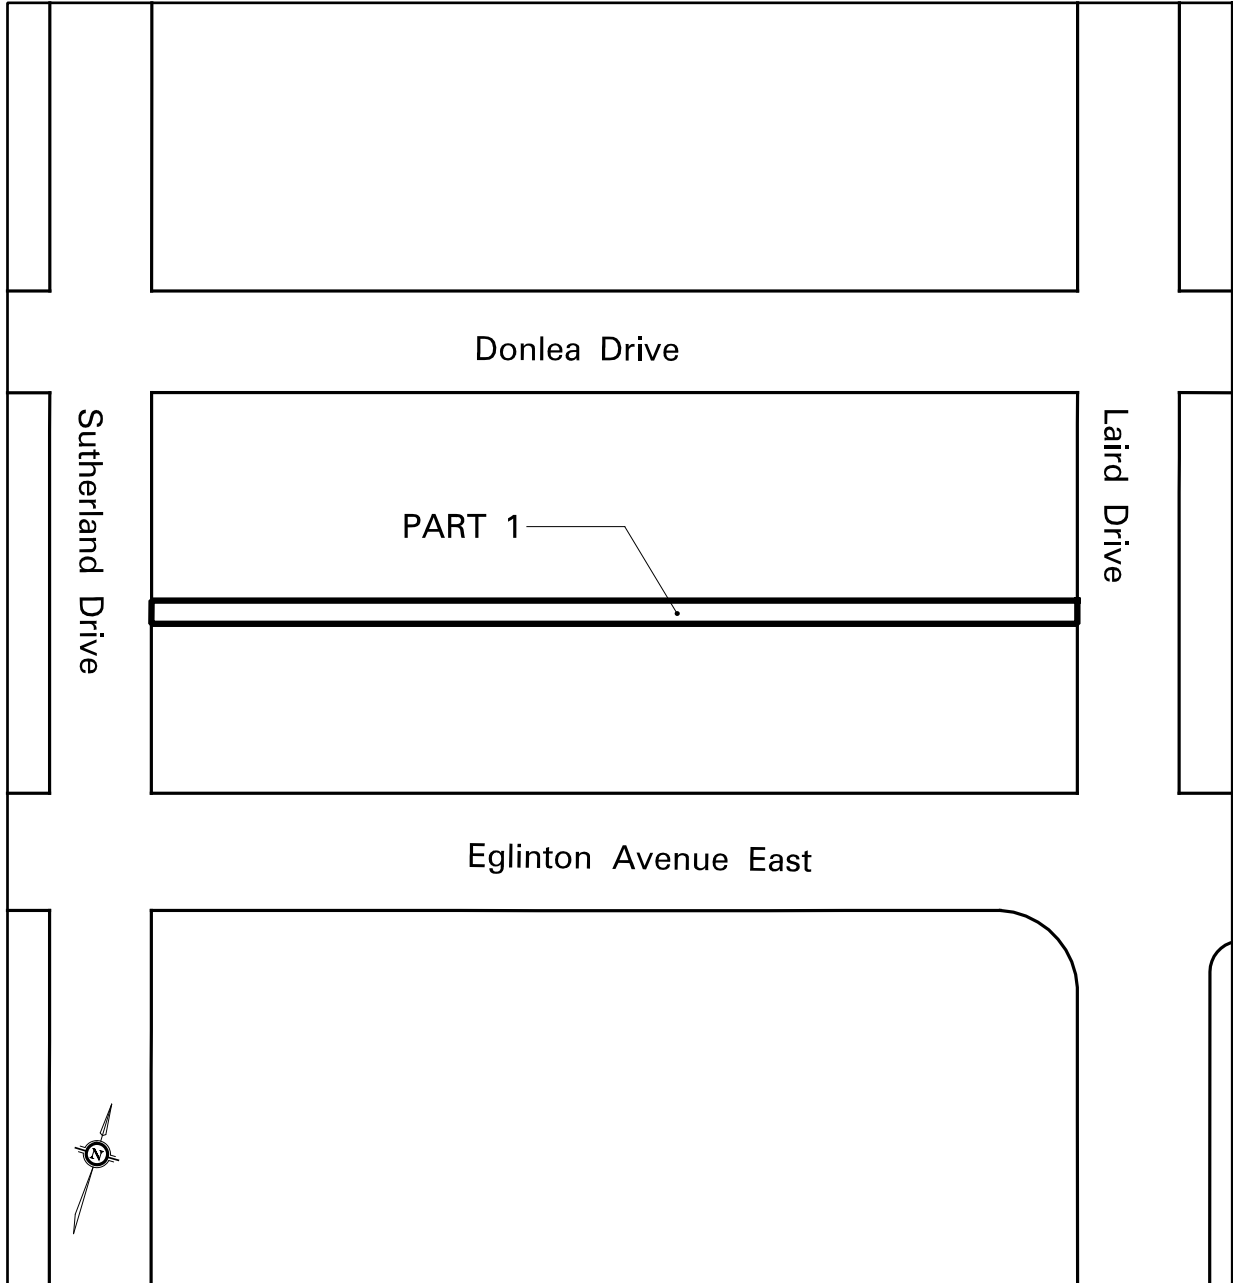 Donlea Drive
Sutherland Drive
Laird Drive
PART 1
Eglinton Avenue East
N